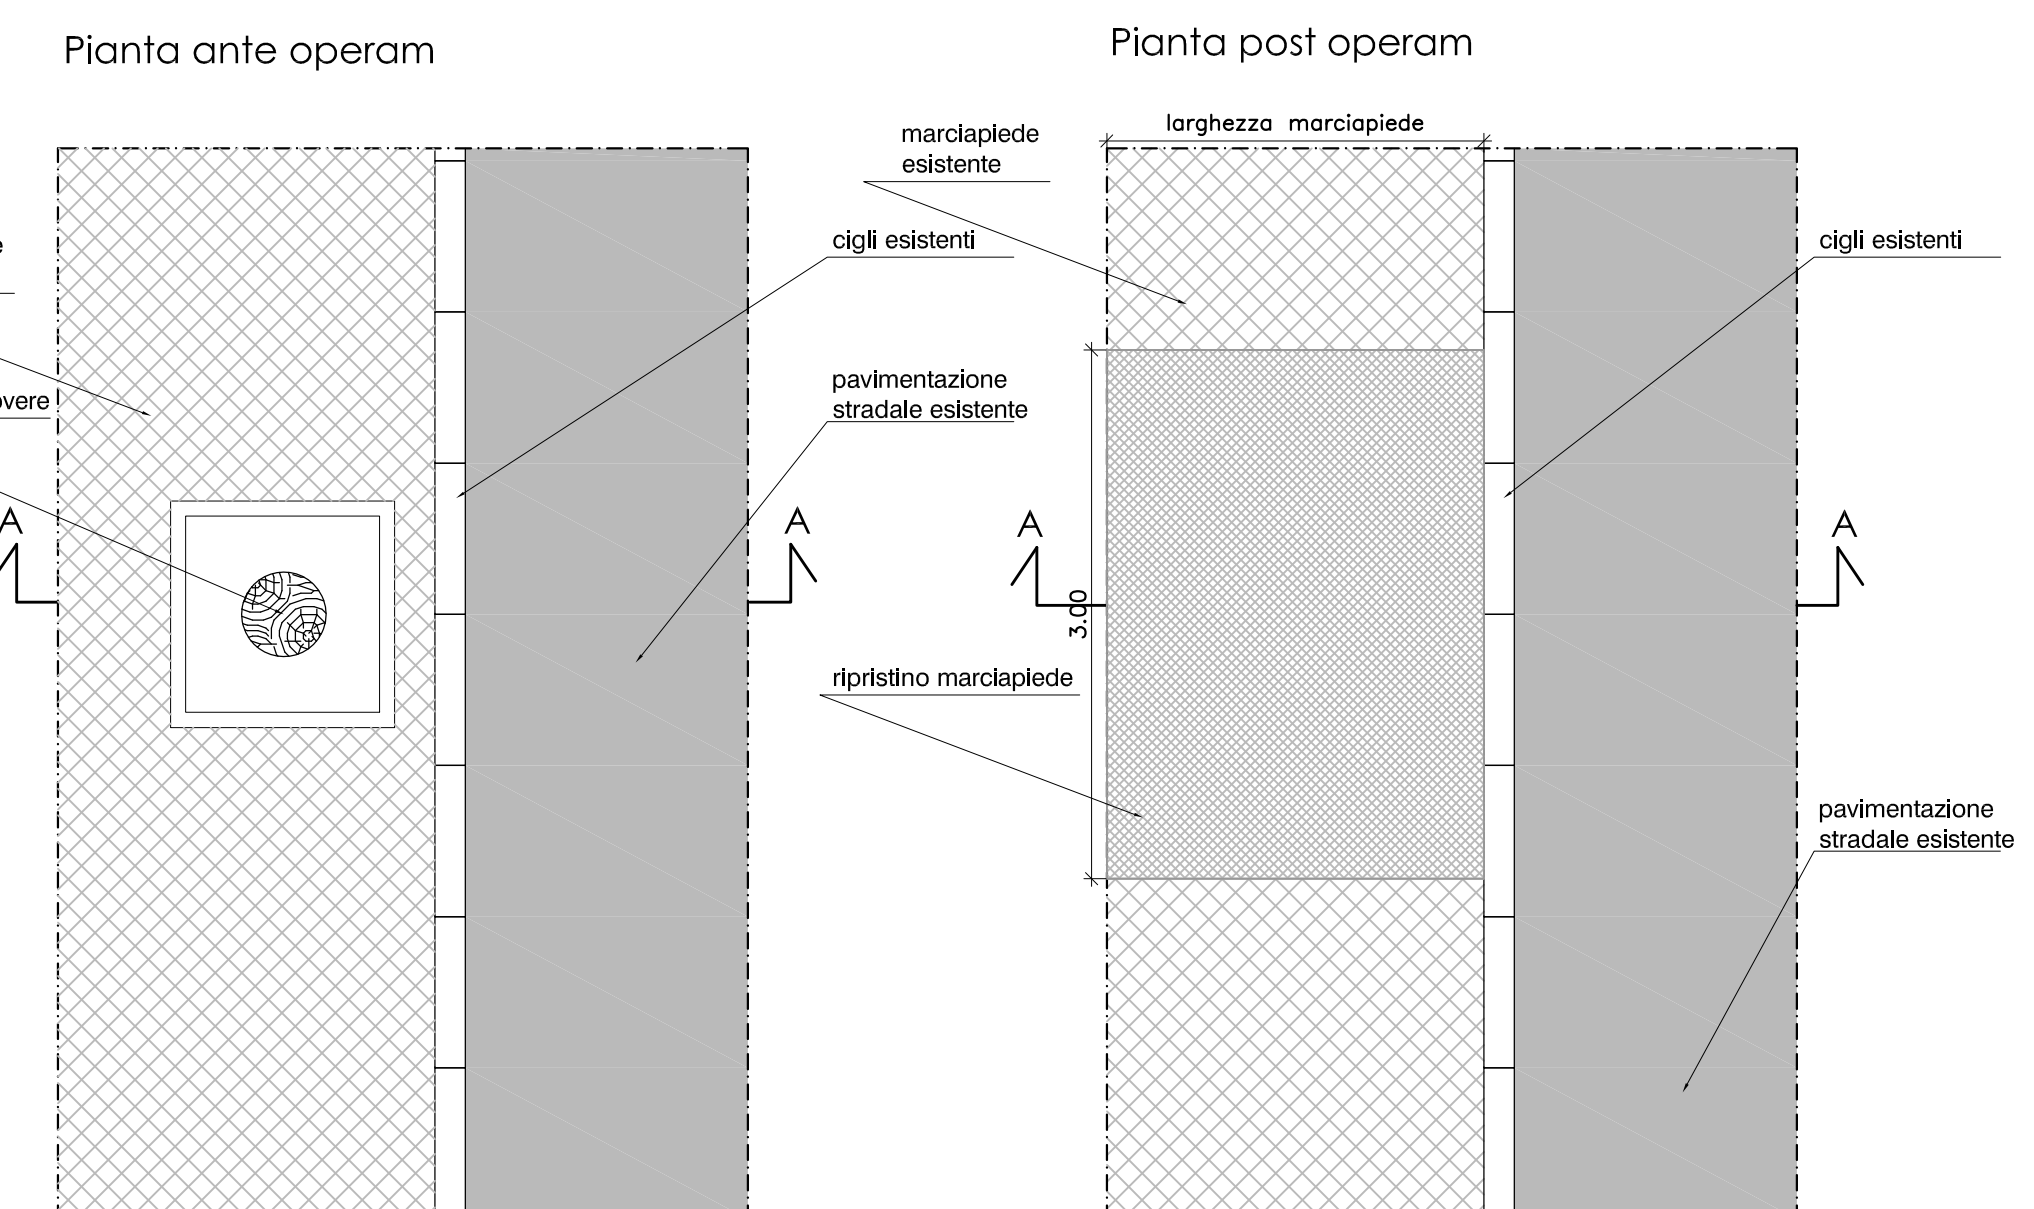 Pianta ante operam
Pianta post operam
larghezza marciapiede
marciapiede
esistente
cigli esistenti
cigli esistenti
pavimentazione
stradale esistente
A
A
A
A
3.00
ripristino marciapiede
pavimentazione
stradale esistente